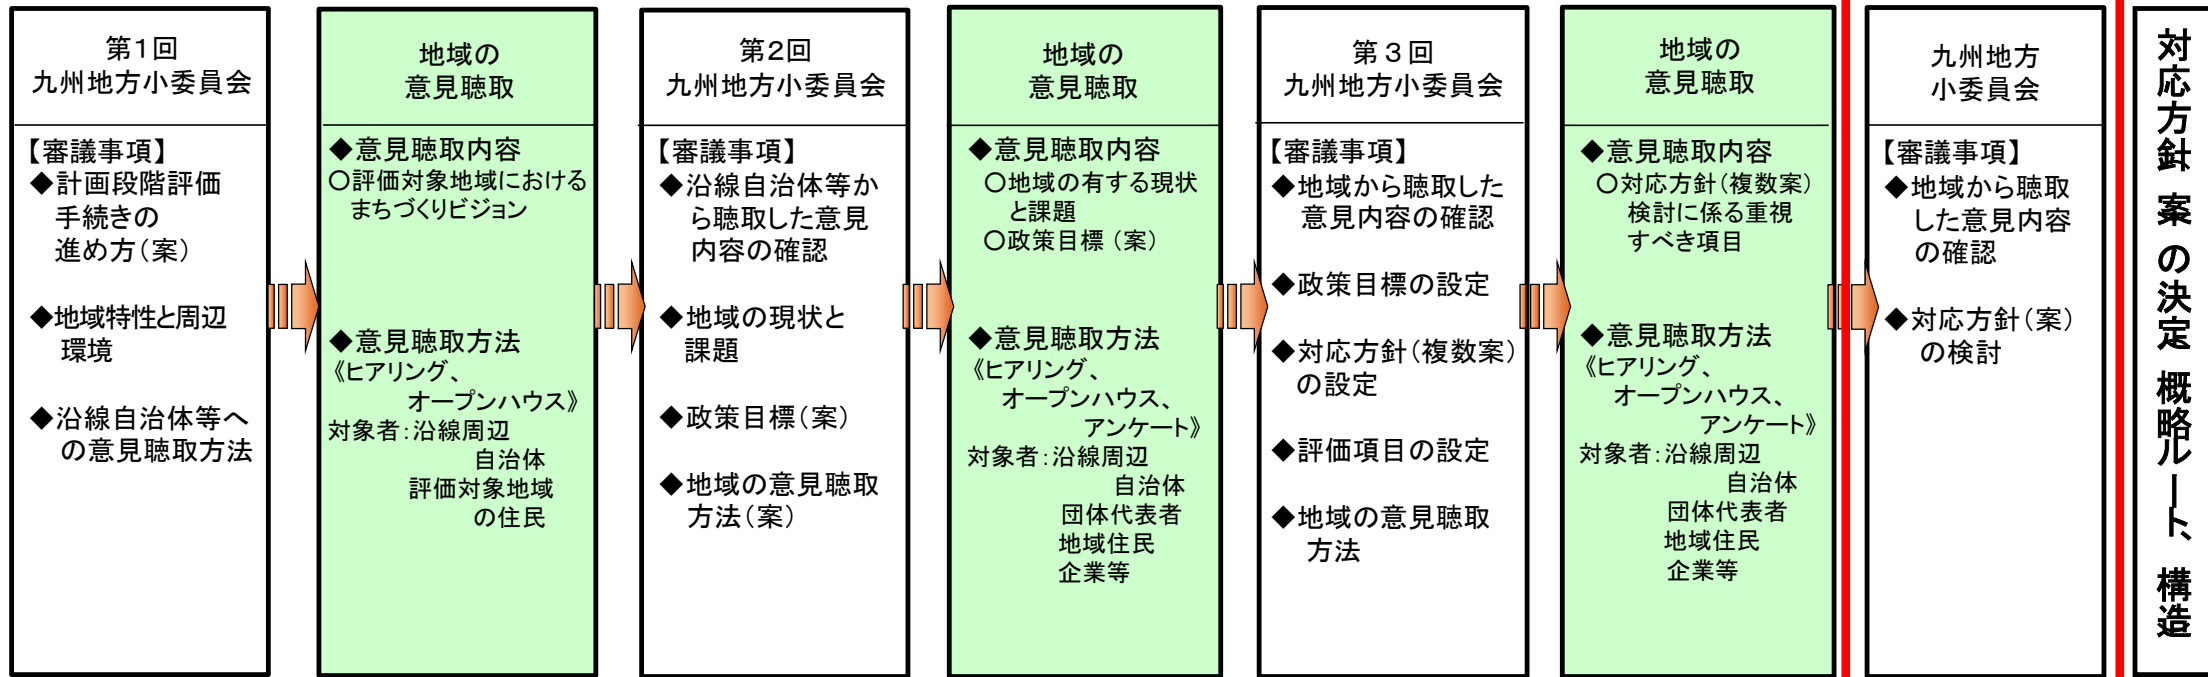 第1回
九州地方小委員会
【審議事項】
◆計画段階評価
手続きの
進め方(案)
◆地域特性と周辺
環境
◆沿線自治体等へ
の意見聴取方法
地域の
意見聴取
◆意見聴取内容
○評価対象地域における
まちづくりビジョン
◆意見聴取方法
《ヒアリング、
オープンハウス》
対象者:沿線周辺
自治体
評価対象地域
の住民
第2回
九州地方小委員会
【審議事項】
◆沿線自治体等か
ら聴取した意見
内容の確認
◆地域の現状と
課題
◆政策目標(案)
◆地域の意見聴取
方法(案)
地域の
意見聴取
◆意見聴取内容
○地域の有する現状
と課題
○政策目標(案)
◆意見聴取方法
《ヒアリング、
オープンハウス、
アンケート》
対象者:沿線周辺
自治体
団体代表者
地域住民
企業等
第3回
九州地方小委員会
【審議事項】
◆地域から聴取した
意見内容の確認
◆政策目標の設定
◆対応方針(複数案)
の設定
◆評価項目の設定
◆地域の意見聴取
方法
地域の
意見聴取
◆意見聴取内容
○対応方針(複数案)
検討に係る重視
すべき項目
◆意見聴取方法
《ヒアリング、
オープンハウス、
アンケート》
対象者:沿線周辺
自治体
団体代表者
地域住民
企業等
九州地方
小委員会
【審議事項】
◆地域から聴取
した意見内容
の確認
◆対応方針(案)
の検討
対応方針案の決定概略ルート、構造